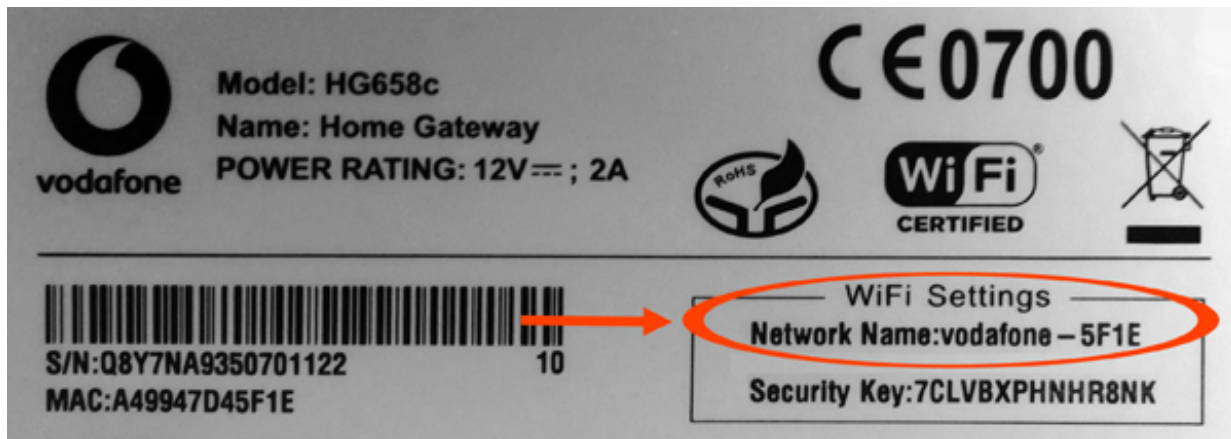 vodafone
Model: HG658c
Name: Home Gateway
POWER RATING: 12V⎓; 2A
CE0700
RoHS
WiFi®
CERTIFIED
S/N:Q8Y7NA9350701122
10
MAC:A49947D45F1E
WiFi Settings
Network Name:vodafone–5F1E
Security Key:7CLVBXPHNHR8NK